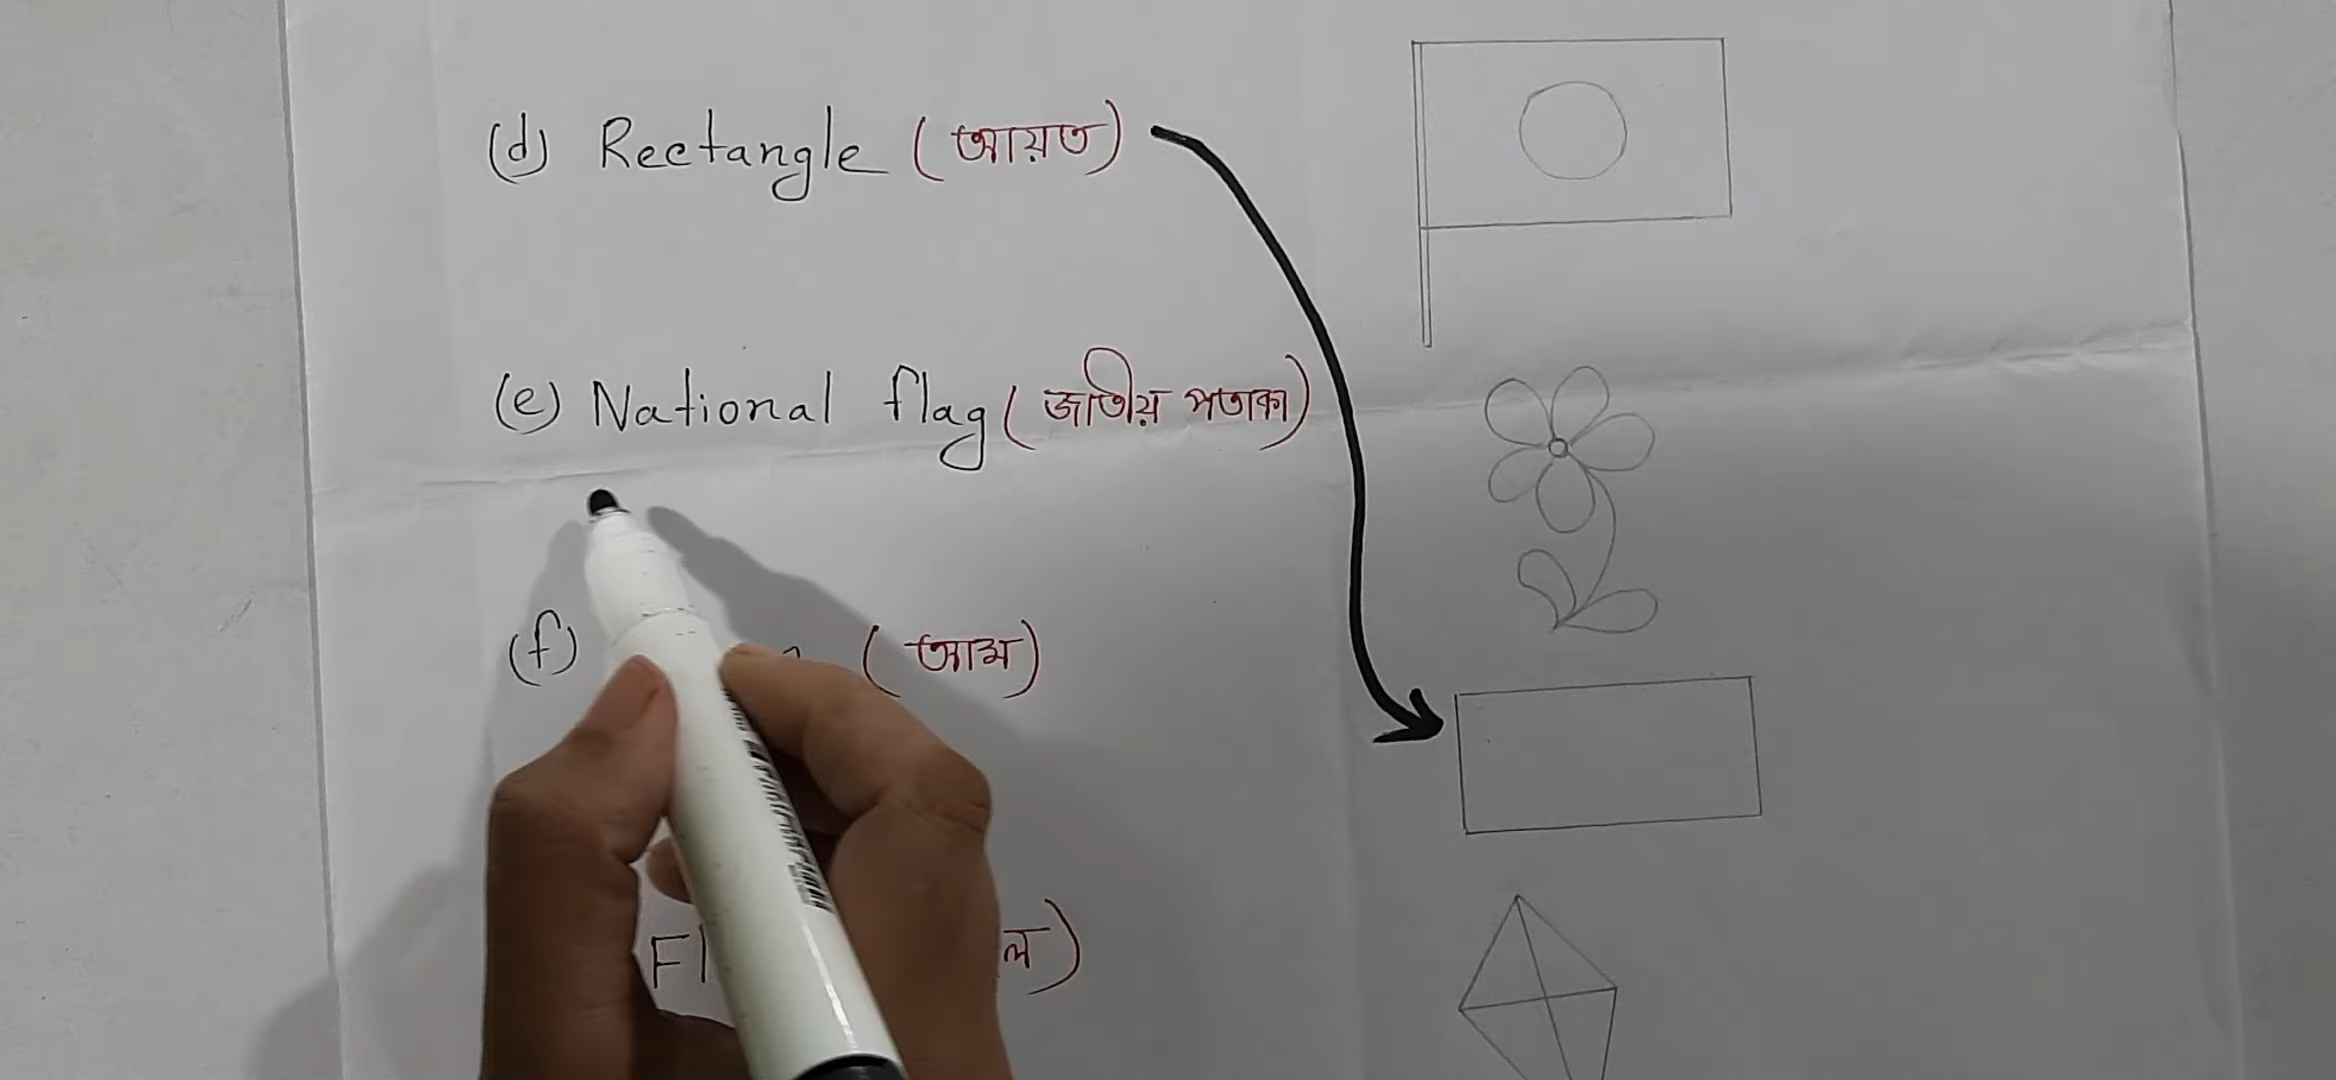 (d) Rectangle (আয়ত)
(e) National flag (জাতীয় পতাকা)
(f) (আম)
Fl ল)